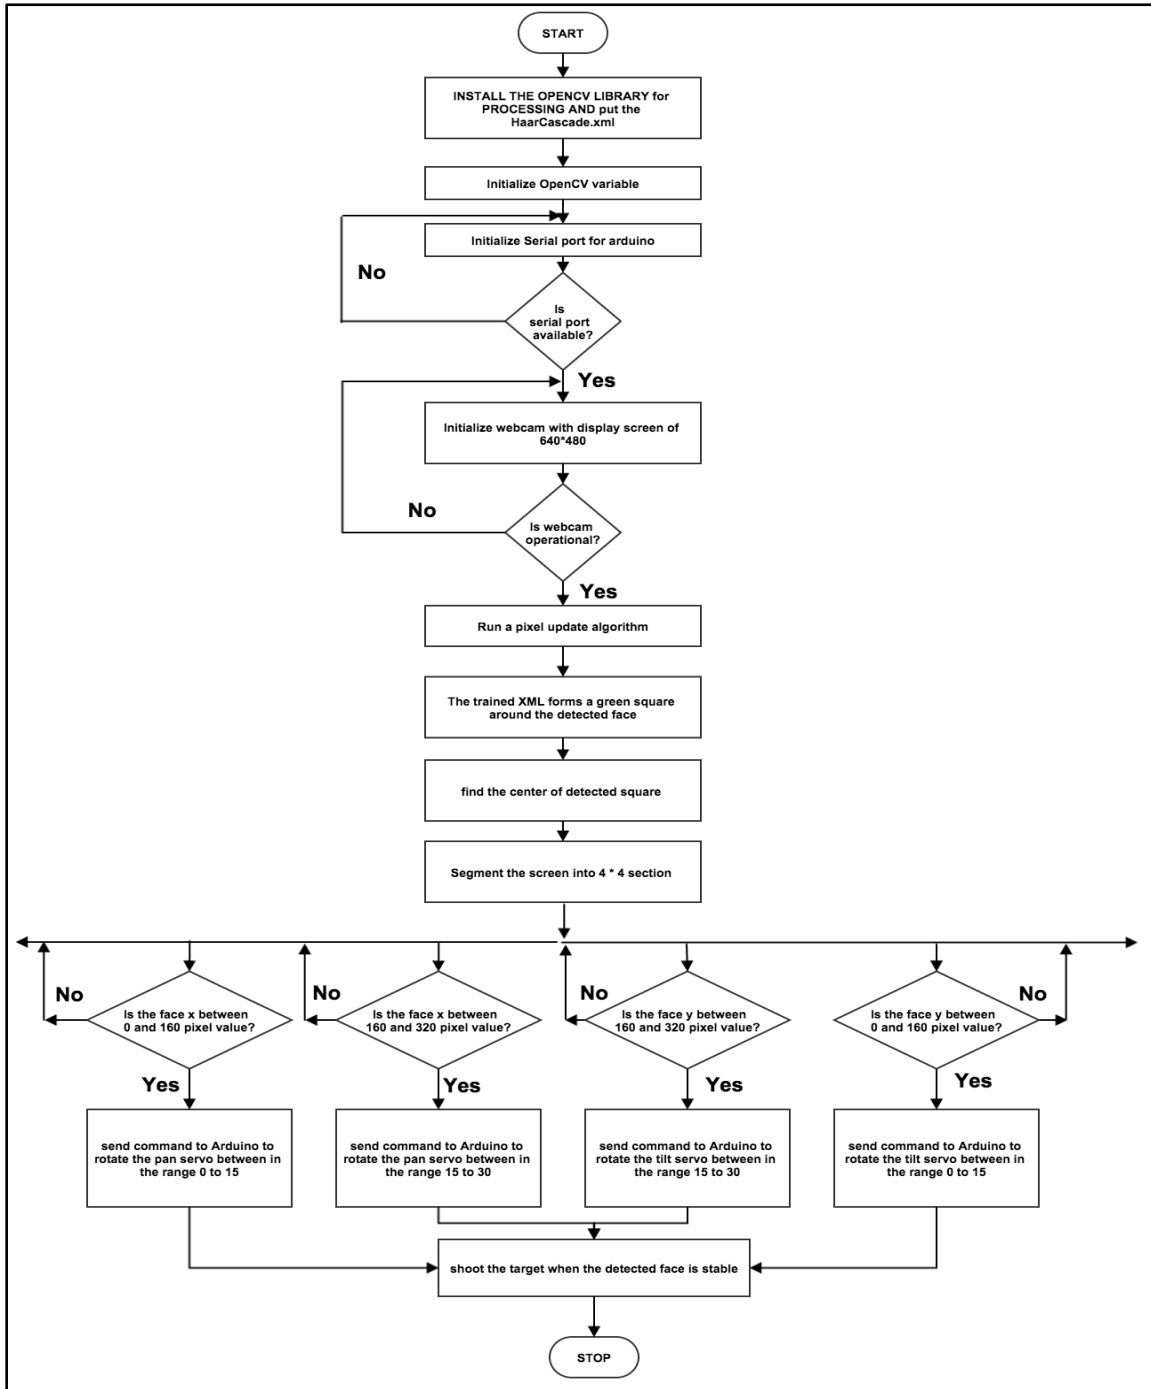 START
INSTALL THE OPENCV LIBRARY for
PROCESSING AND put the
HaarCascade.xml
Initialize OpenCV variable
Initialize Serial port for arduino
No
Is
serial port
available?
Yes
Initialize webcam with display screen of
640*480
No
Is webcam
operational?
Yes
Run a pixel update algorithm
The trained XML forms a green square
around the detected face
find the center of detected square
Segment the screen into 4 * 4 section
No
Is the face x between
0 and 160 pixel value?
Yes
No
Is the face x between
160 and 320 pixel value?
Yes
No
Is the face y between
160 and 320 pixel value?
Yes
No
Is the face y between
0 and 160 pixel value?
Yes
send command to Arduino to
rotate the pan servo between in
the range 0 to 15
send command to Arduino to
rotate the pan servo between in
the range 15 to 30
send command to Arduino to
rotate the tilt servo between in
the range 15 to 30
send command to Arduino to
rotate the tilt servo between in
the range 0 to 15
shoot the target when the detected face is stable
STOP